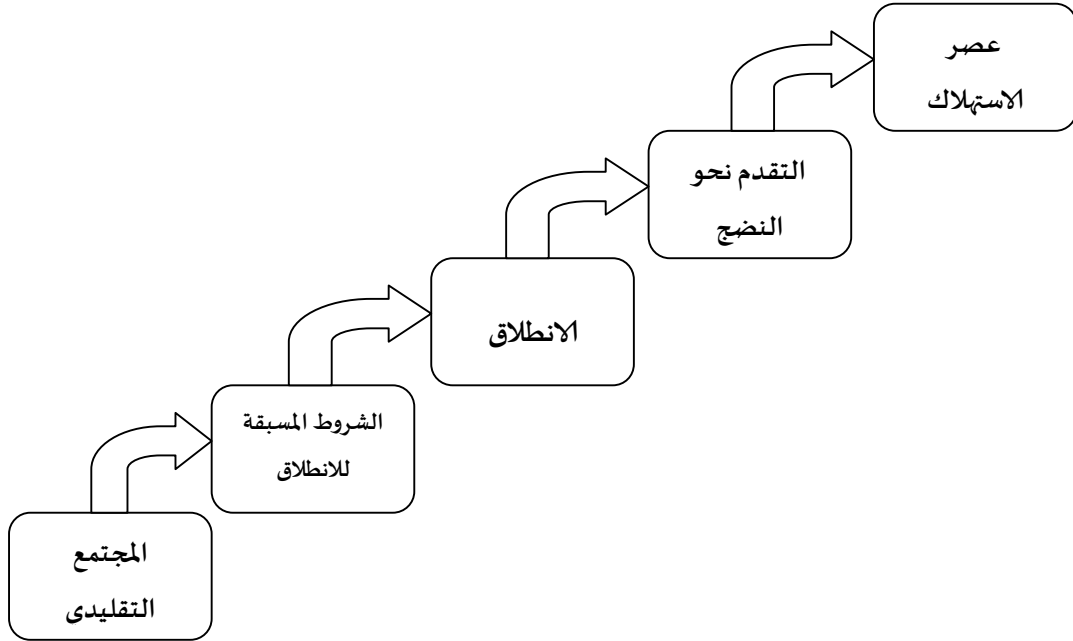 عصر
الاستهلاك
التقدم نحو
النضج
الانطلاق
الشروط المسبقة
للانطلاق
المجتمع
التقليدى